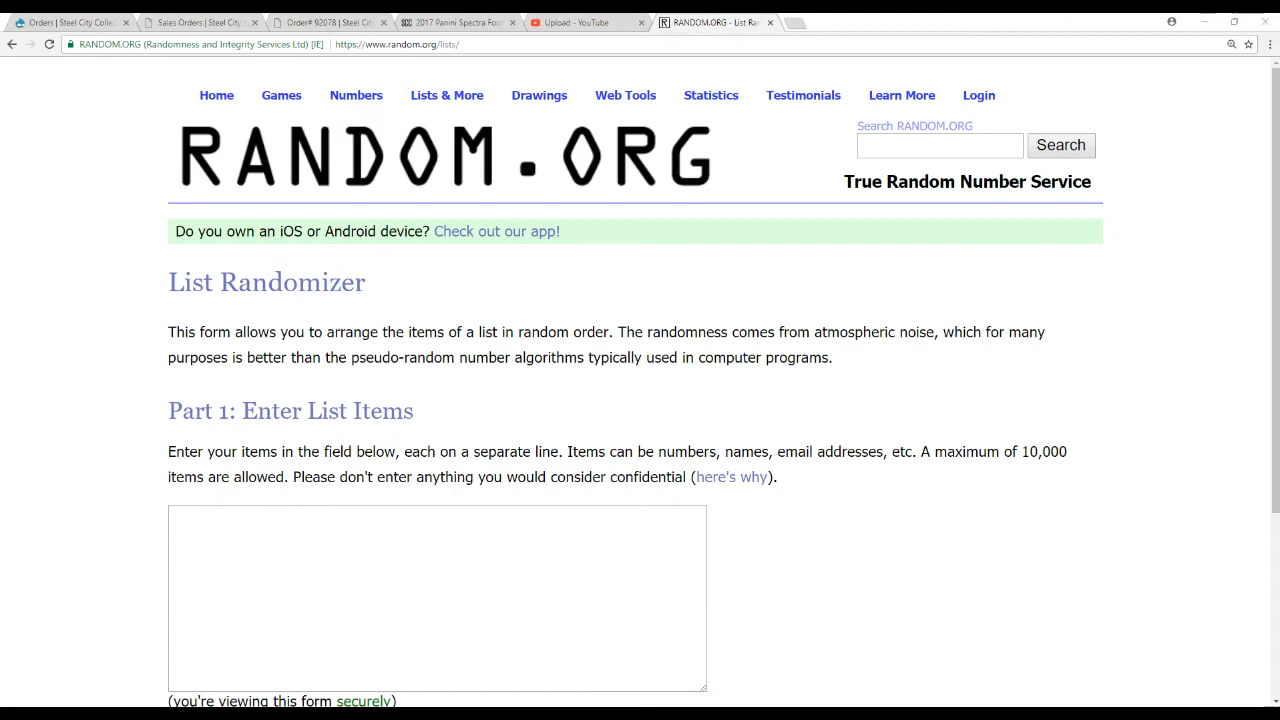 Orders | Steel City Collec
Sales Orders | Steel City
Order# 92078 | Steel City
2017 Panini Spectra Foo
Upload - YouTube
RANDOM.ORG - List Ra
RANDOM.ORG (Randomness and Integrity Services Ltd) [IE] https://www.random.org/lists/
Home Games Numbers Lists & More Drawings Web Tools Statistics Testimonials Learn More Login
RANDOM.ORG
Search RANDOM.ORG
Search
True Random Number Service
Do you own an iOS or Android device? Check out our app!
List Randomizer
This form allows you to arrange the items of a list in random order. The randomness comes from atmospheric noise, which for many
purposes is better than the pseudo-random number algorithms typically used in computer programs.
Part 1: Enter List Items
Enter your items in the field below, each on a separate line. Items can be numbers, names, email addresses, etc. A maximum of 10,000
items are allowed. Please don't enter anything you would consider confidential (here's why).
(you're viewing this form securely)